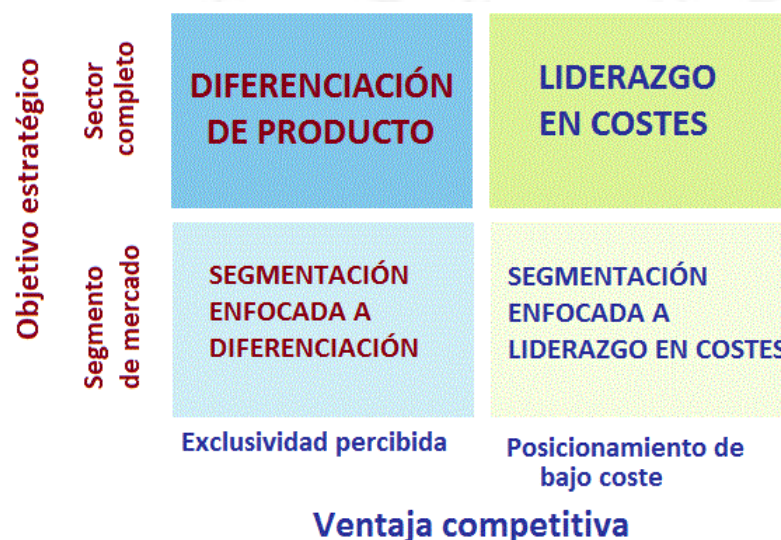 Objetivo estratégico
Sector
completo
DIFERENCIACIÓN
DE PRODUCTO
LIDERAZGO
EN COSTES
Segmento
de mercado
SEGMENTACIÓN
ENFOCADA A
DIFERENCIACIÓN
SEGMENTACIÓN
ENFOCADA A
LIDERAZGO EN COSTES
Exclusividad percibida
Posicionamiento de
bajo coste
Ventaja competitiva